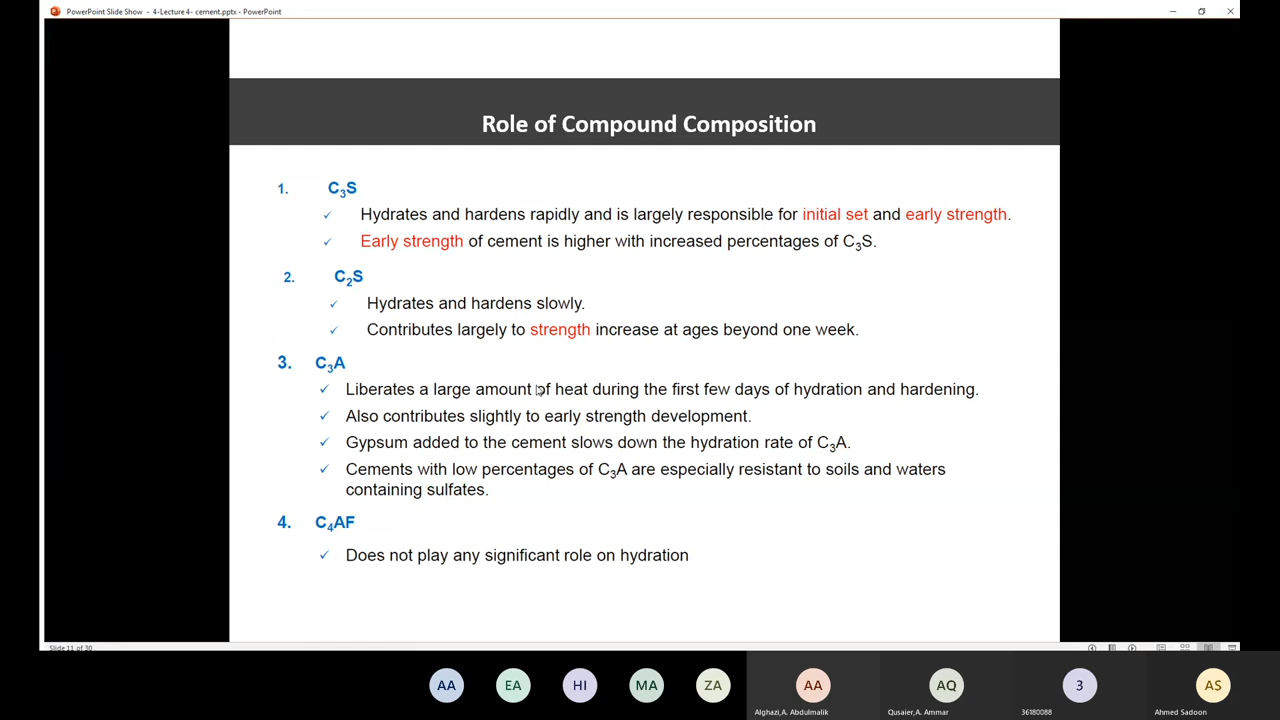 PowerPoint Slide Show - 4-Lecture 4- cement.pptx - PowerPoint
Role of Compound Composition
1. C₃S
✓ Hydrates and hardens rapidly and is largely responsible for initial set and early strength.
✓ Early strength of cement is higher with increased percentages of C₃S.
2. C₂S
✓ Hydrates and hardens slowly.
✓ Contributes largely to strength increase at ages beyond one week.
3. C₃A
✓ Liberates a large amount of heat during the first few days of hydration and hardening.
✓ Also contributes slightly to early strength development.
✓ Gypsum added to the cement slows down the hydration rate of C₃A.
✓ Cements with low percentages of C₃A are especially resistant to soils and waters
containing sulfates.
4. C₄AF
✓ Does not play any significant role on hydration
Slide 11 of 30
AA EA HI MA ZA AA AQ 3 AS
Alghazi,A. Abdulmalik Qusaier,A. Ammar 36180088 Ahmed Sadoon